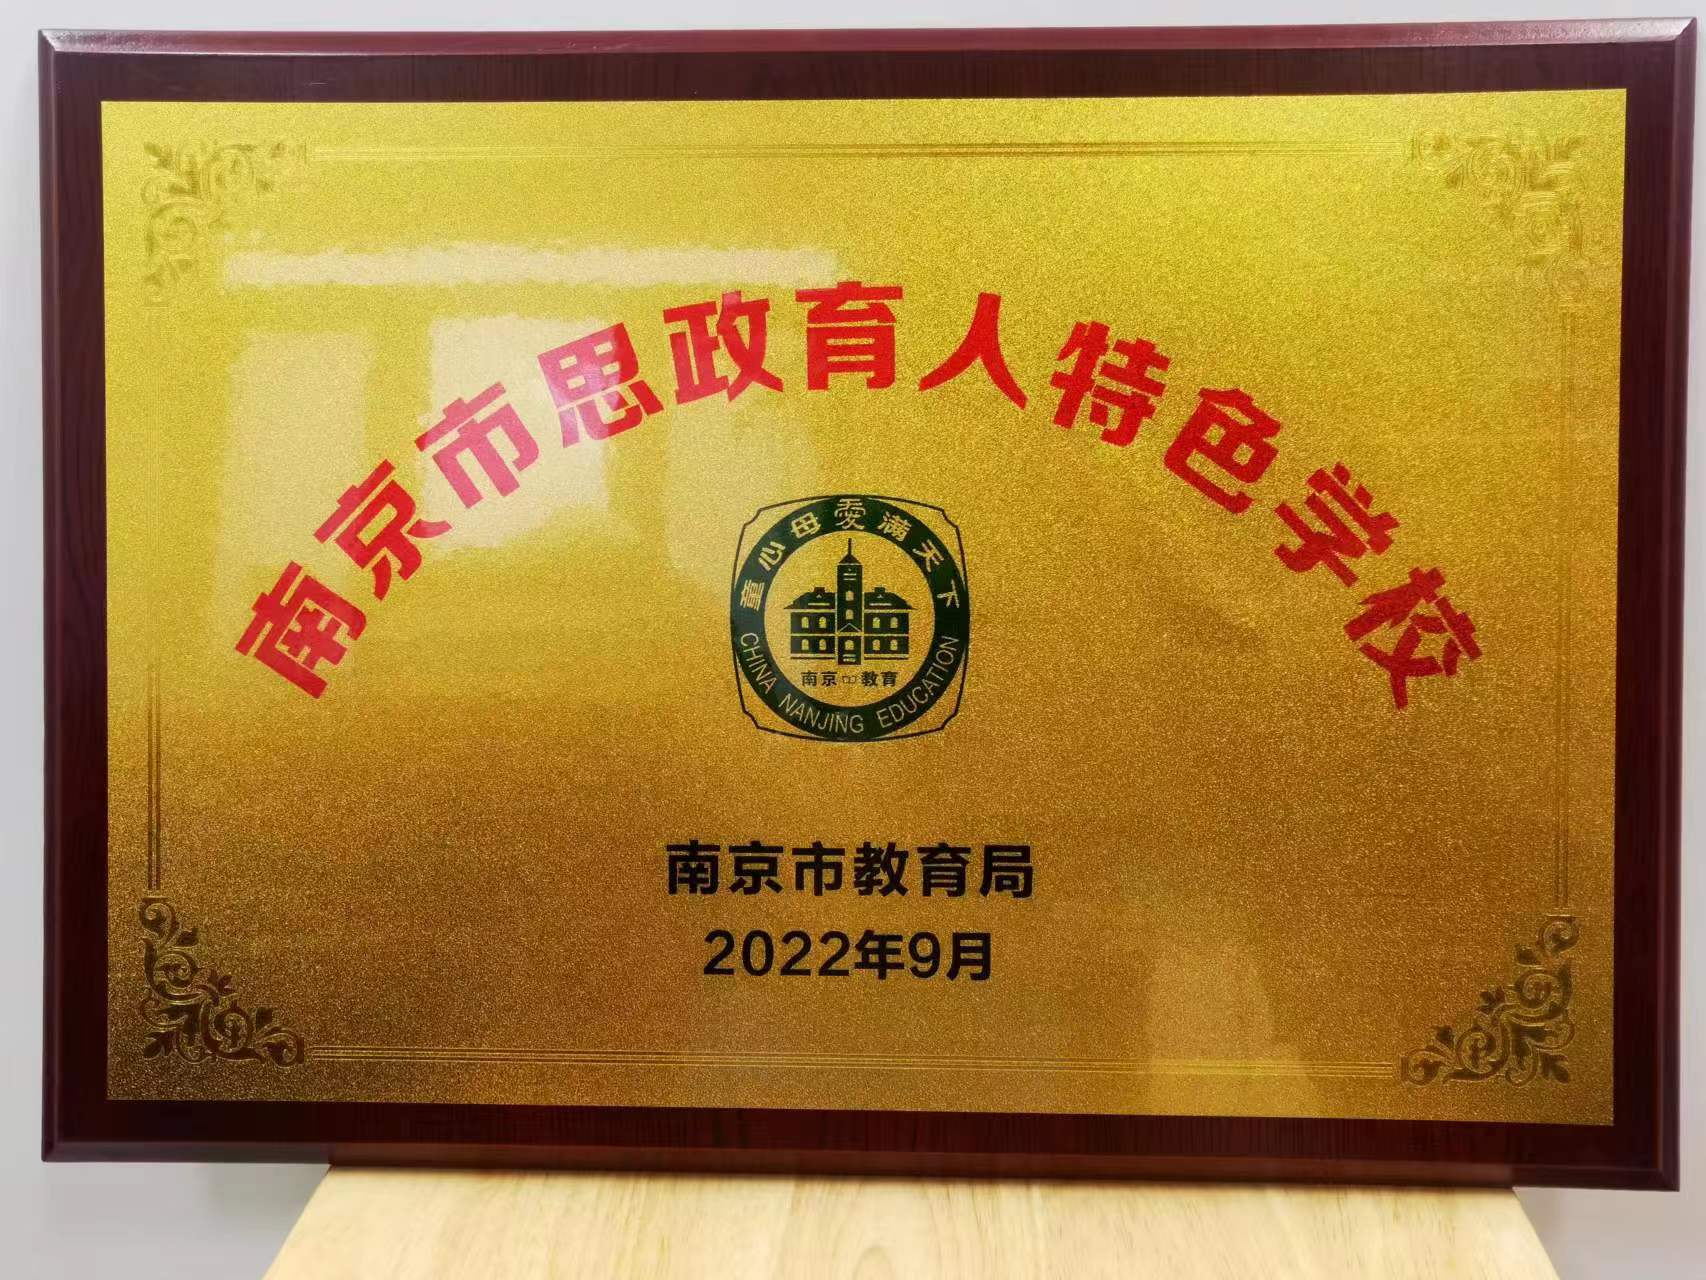 南京市思政育人特色学校
童心母爱满天下
南京 教育
CHINA NANJING EDUCATION
南京市教育局
2022年9月